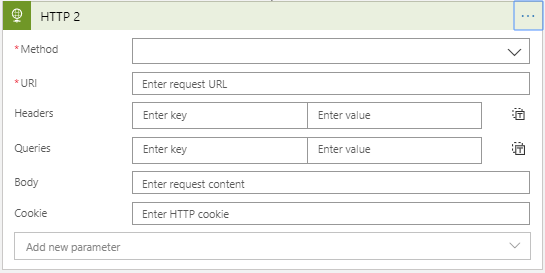 HTTP 2
...
*Method
*URI Enter request URL
Headers Enter key Enter value
Queries Enter key Enter value
Body Enter request content
Cookie Enter HTTP cookie
Add new parameter